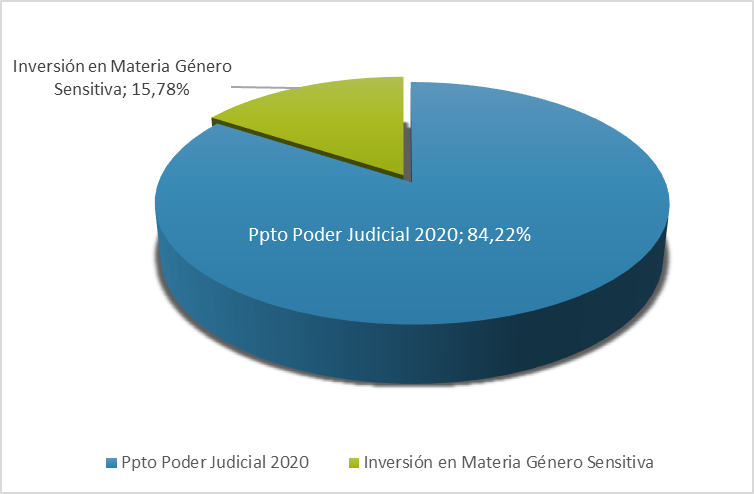 Inversión en Materia Género
Sensitiva; 15,78%
Ppto Poder Judicial 2020; 84,22%
Ppto Poder Judicial 2020
Inversión en Materia Género Sensitiva